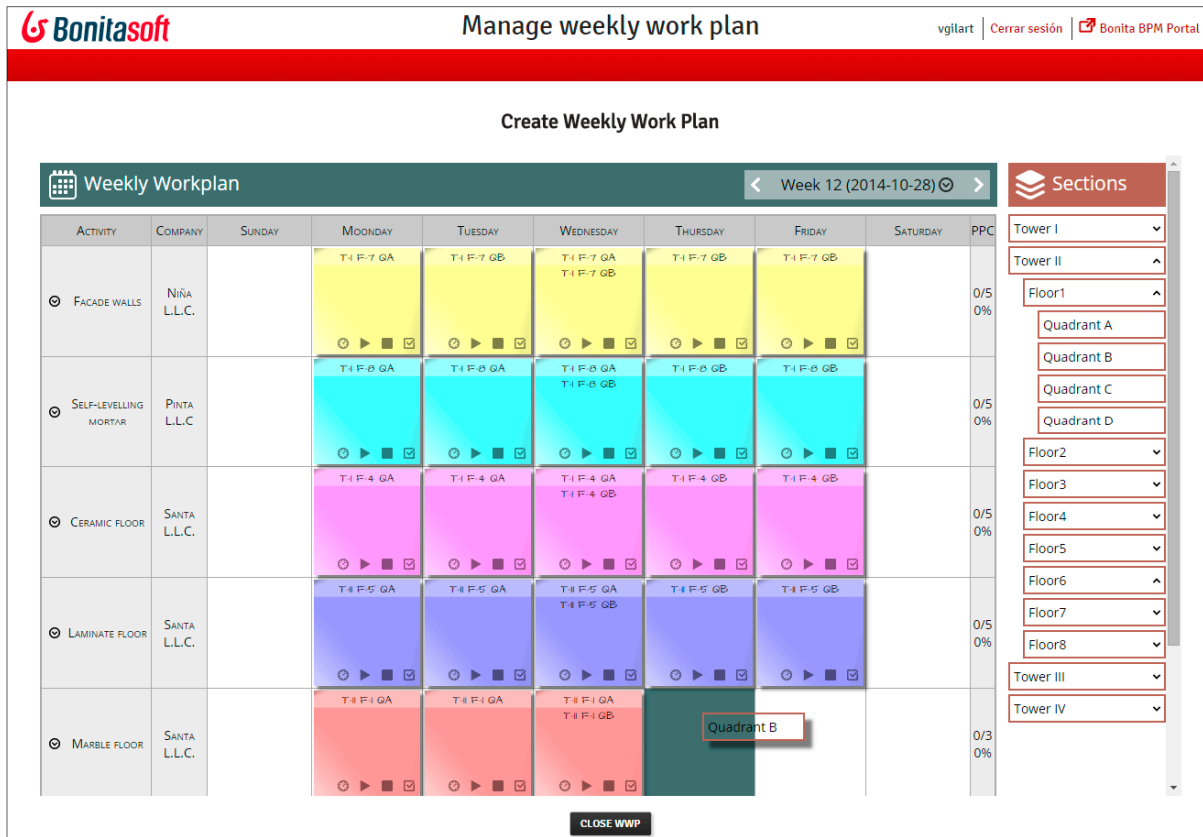 Bonitasoft
Manage weekly work plan
vgilart
Cerrar sesión
Bonita BPM Portal
Create Weekly Work Plan
Weekly Workplan
Week 12 (2014-10-28)
Sections
Activity Company Sunday Moonday Tuesday Wednesday Thursday Friday Saturday PPC
Facade walls
Niña
L.L.C.
T-I F-7 QA
T-I F-7 QB
T-I F-7 QA
T-I F-7 QB
T-I F-7 QB
T-I F-7 QB
0/5
0%
Self-levelling
mortar
Pinta
L.L.C
T-I F-8 QA
T-I F-8 QB
T-I F-8 QA
T-I F-8 QB
T-I F-8 QB
T-I F-8 QB
0/5
0%
Ceramic floor
Santa
L.L.C.
T-I F-4 QA
T-I F-4 QA
T-I F-4 QA
T-I F-4 QB
T-I F-4 QB
T-I F-4 QB
0/5
0%
Laminate floor
Santa
L.L.C.
T-II F-5 QA
T-II F-5 QA
T-II F-5 QA
T-II F-5 QB
T-II F-5 QB
T-II F-5 QB
0/5
0%
Marble floor
Santa
L.L.C.
T-II F-1 QA
T-II F-1 QA
T-II F-1 QA
T-II F-1 QB
Quadrant B
0/3
0%
Tower I
Tower II
Floor1
Quadrant A
Quadrant B
Quadrant C
Quadrant D
Floor2
Floor3
Floor4
Floor5
Floor6
Floor7
Floor8
Tower III
Tower IV
CLOSE WWP